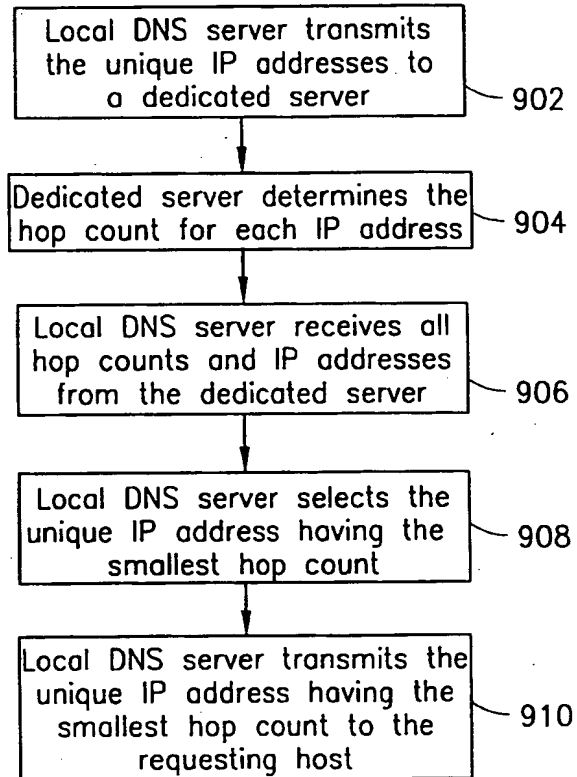 Local DNS server transmits
the unique IP addresses to
a dedicated server
902
Dedicated server determines the
hop count for each IP address
904
Local DNS server receives all
hop counts and IP addresses
from the dedicated server
906
Local DNS server selects the
unique IP address having the
smallest hop count
908
Local DNS server transmits the
unique IP address having the
smallest hop count to the
requesting host
910